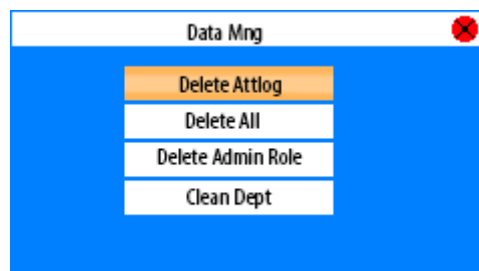 Data Mng
Delete Attlog
Delete All
Delete Admin Role
Clean Dept